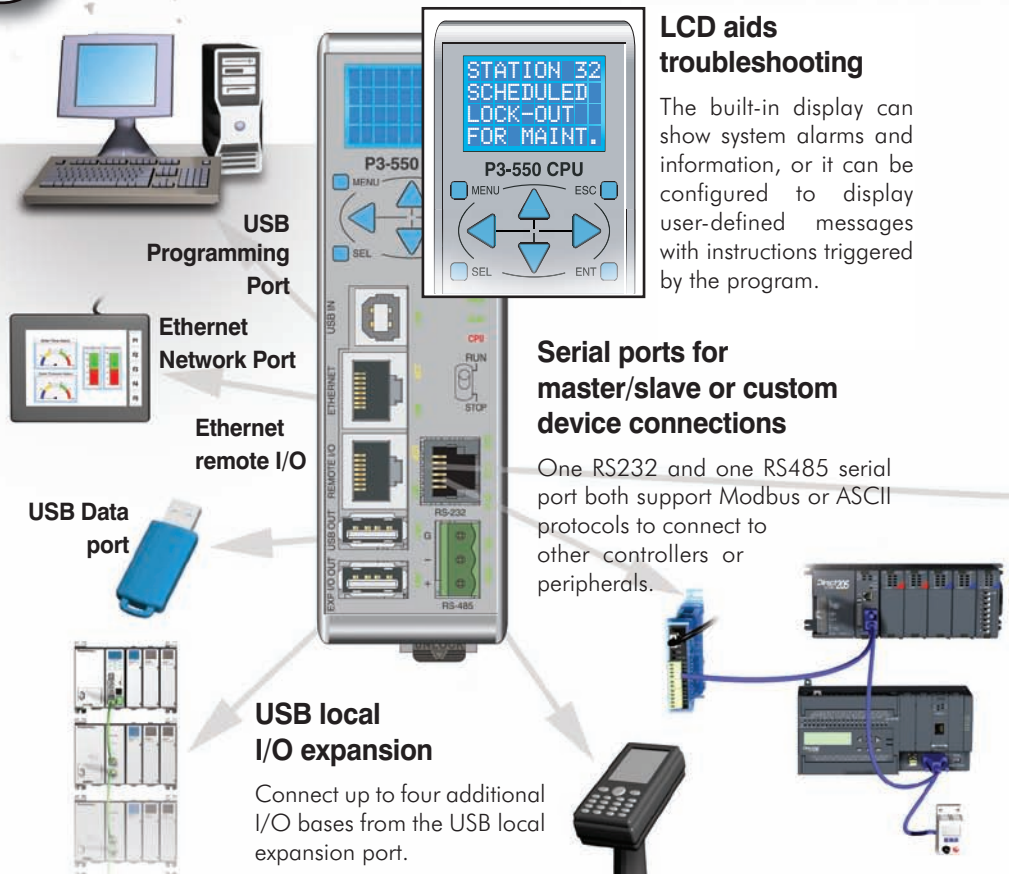 LCD aids
troubleshooting
The built-in display can
show system alarms and
information, or it can be
configured to display
user-defined messages
with instructions triggered
by the program.
STATION 32
SCHEDULED
LOCK-OUT
FOR MAINT.
P3-550 CPU
MENU
ESC
SEL
ENT
P3-550
MENU
SEL
USB
Programming
Port
Ethernet
Network Port
Ethernet
remote I/O
USB Data
port
USB IN
ETHERNET
REMOTE I/O
USB OUT
EXP I/O OUT
CPU
RUN
STOP
RS-232
G
–
+
RS-485
Serial ports for
master/slave or custom
device connections
One RS232 and one RS485 serial
port both support Modbus or ASCII
protocols to connect to
other controllers or
peripherals.
USB local
I/O expansion
Connect up to four additional
I/O bases from the USB local
expansion port.